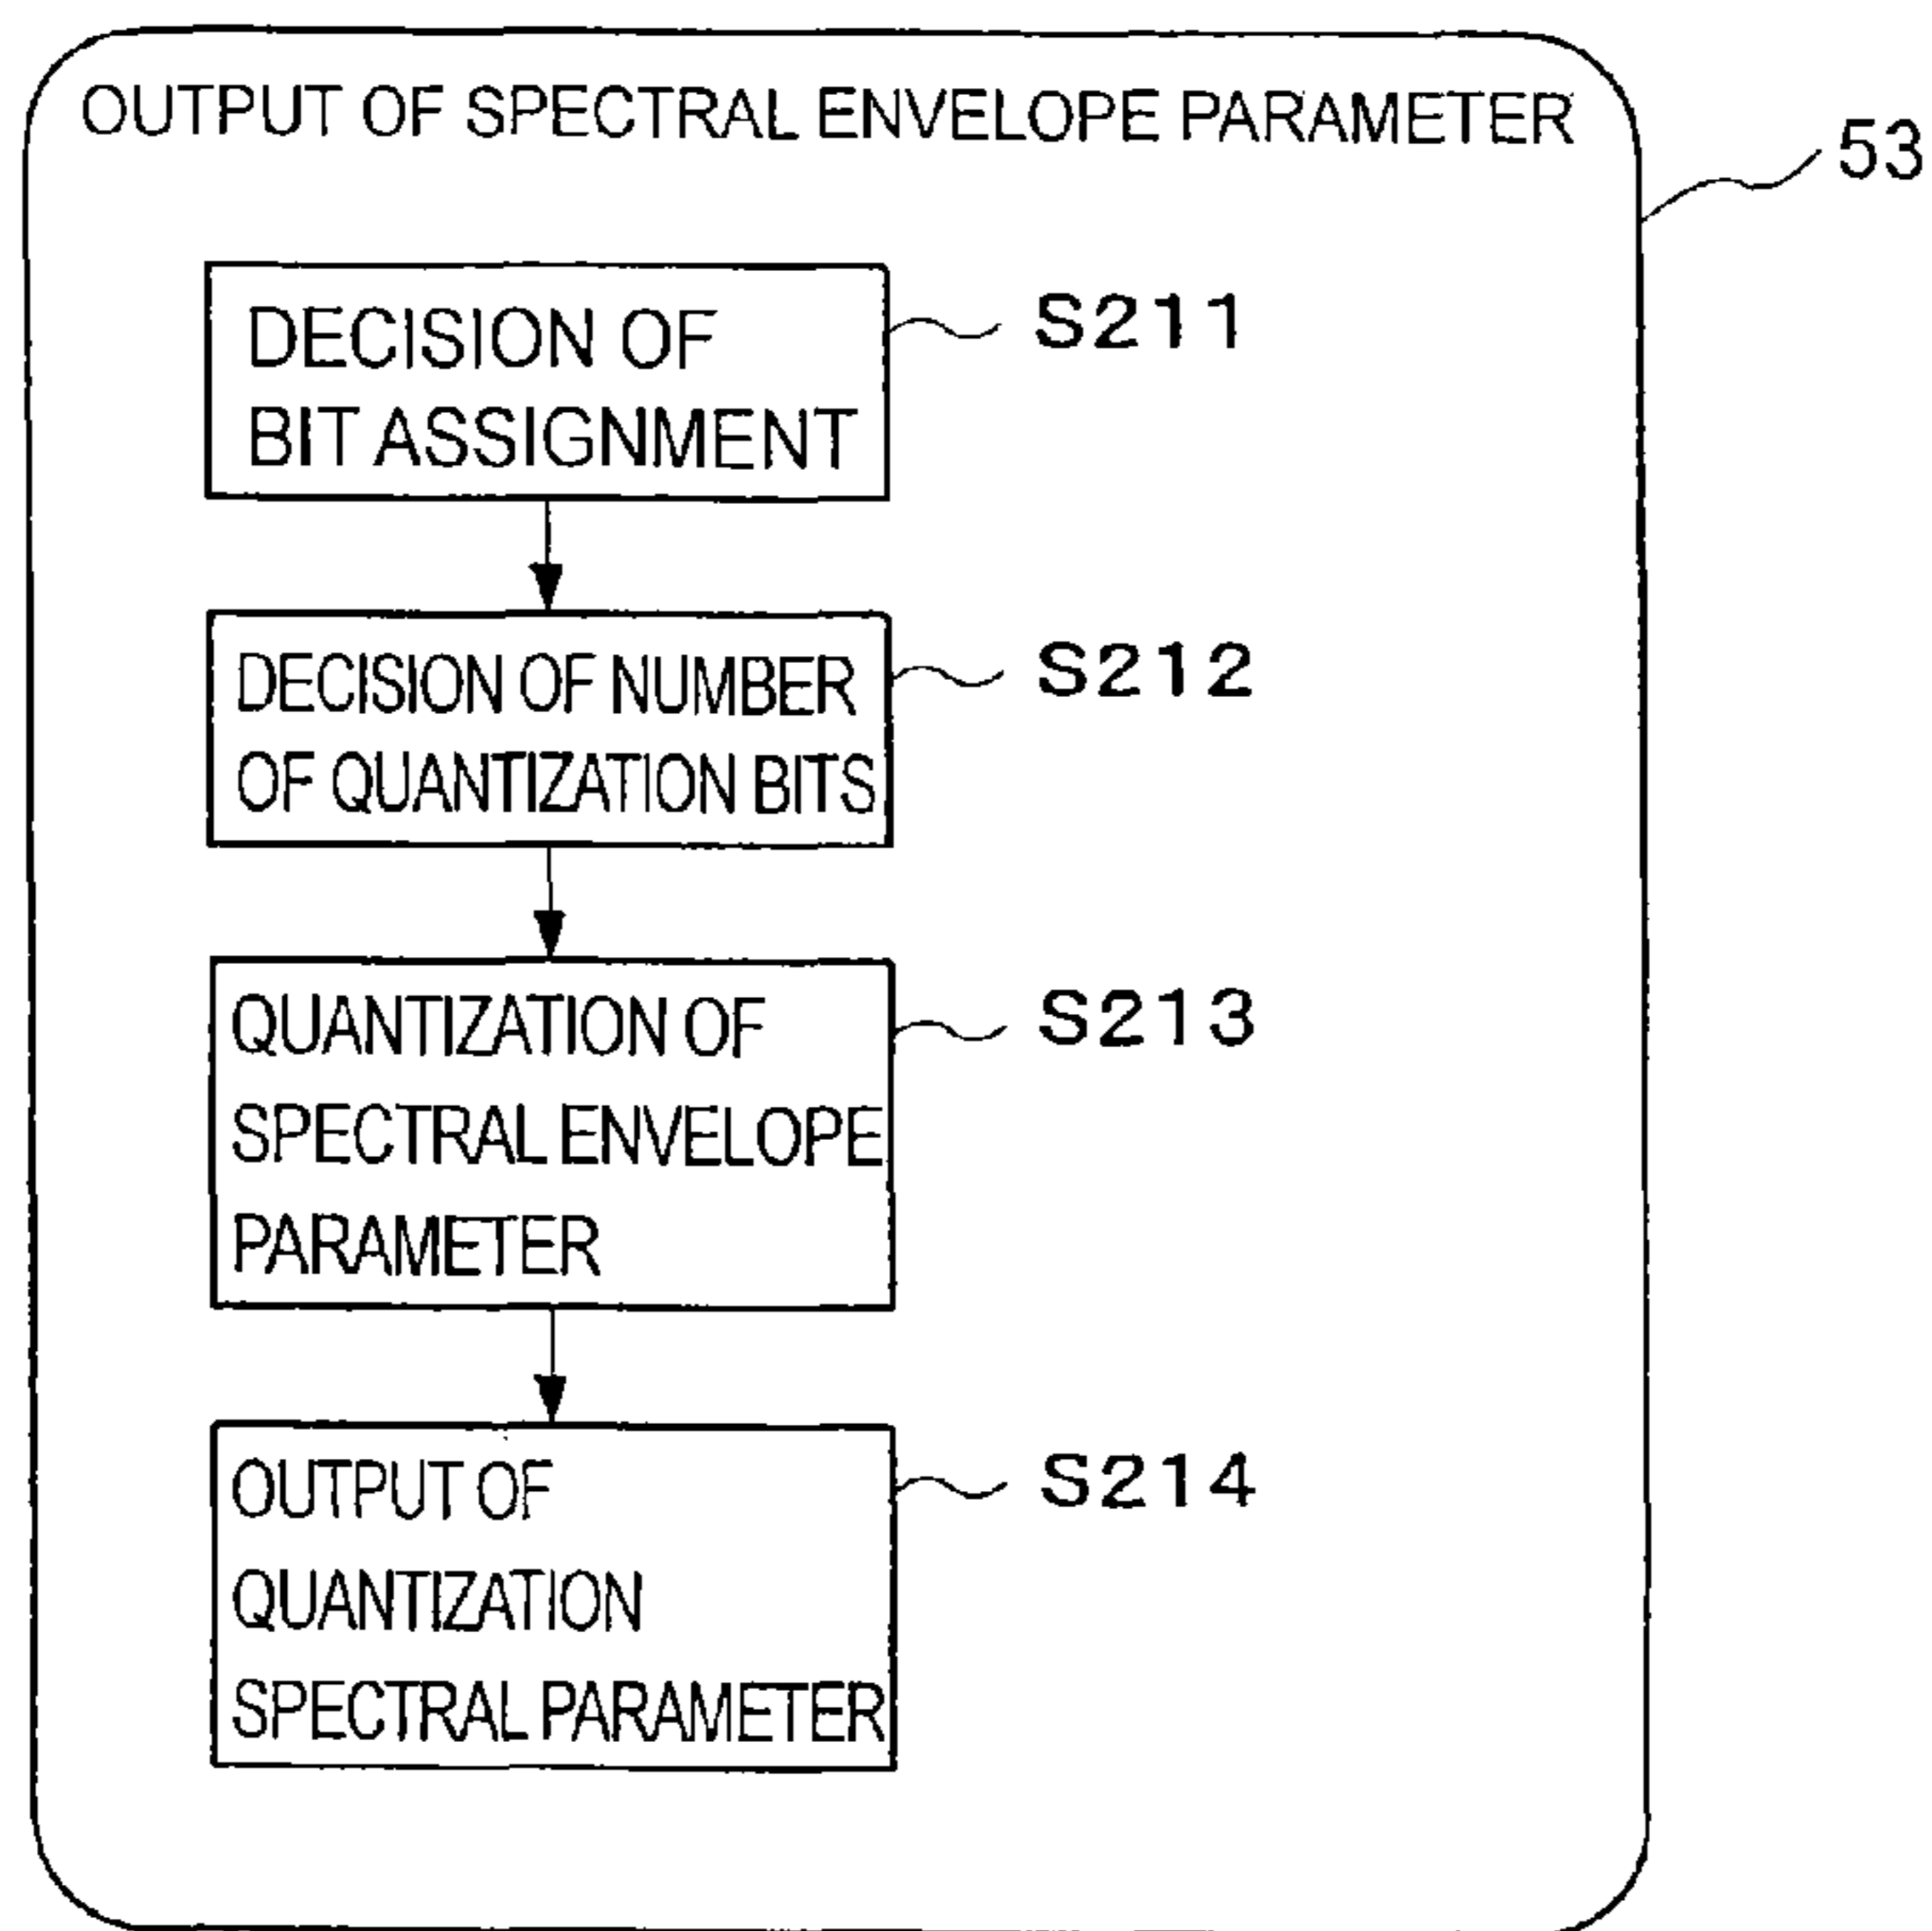 OUTPUT OF SPECTRAL ENVELOPE PARAMETER
53
DECISION OF
BIT ASSIGNMENT
S211
DECISION OF NUMBER
OF QUANTIZATION BITS
S212
QUANTIZATION OF
SPECTRAL ENVELOPE
PARAMETER
S213
OUTPUT OF
QUANTIZATION
SPECTRAL PARAMETER
S214